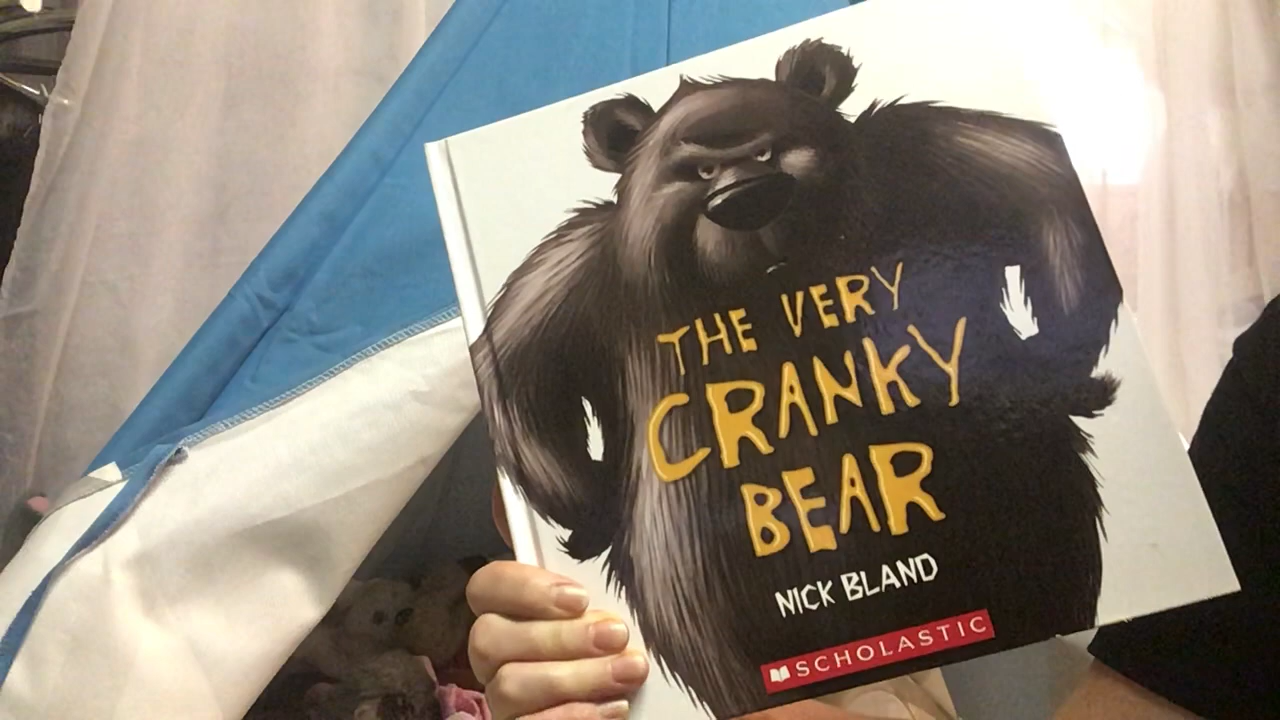 THE VERY
CRANKY
BEAR
NICK BLAND
SCHOLASTIC